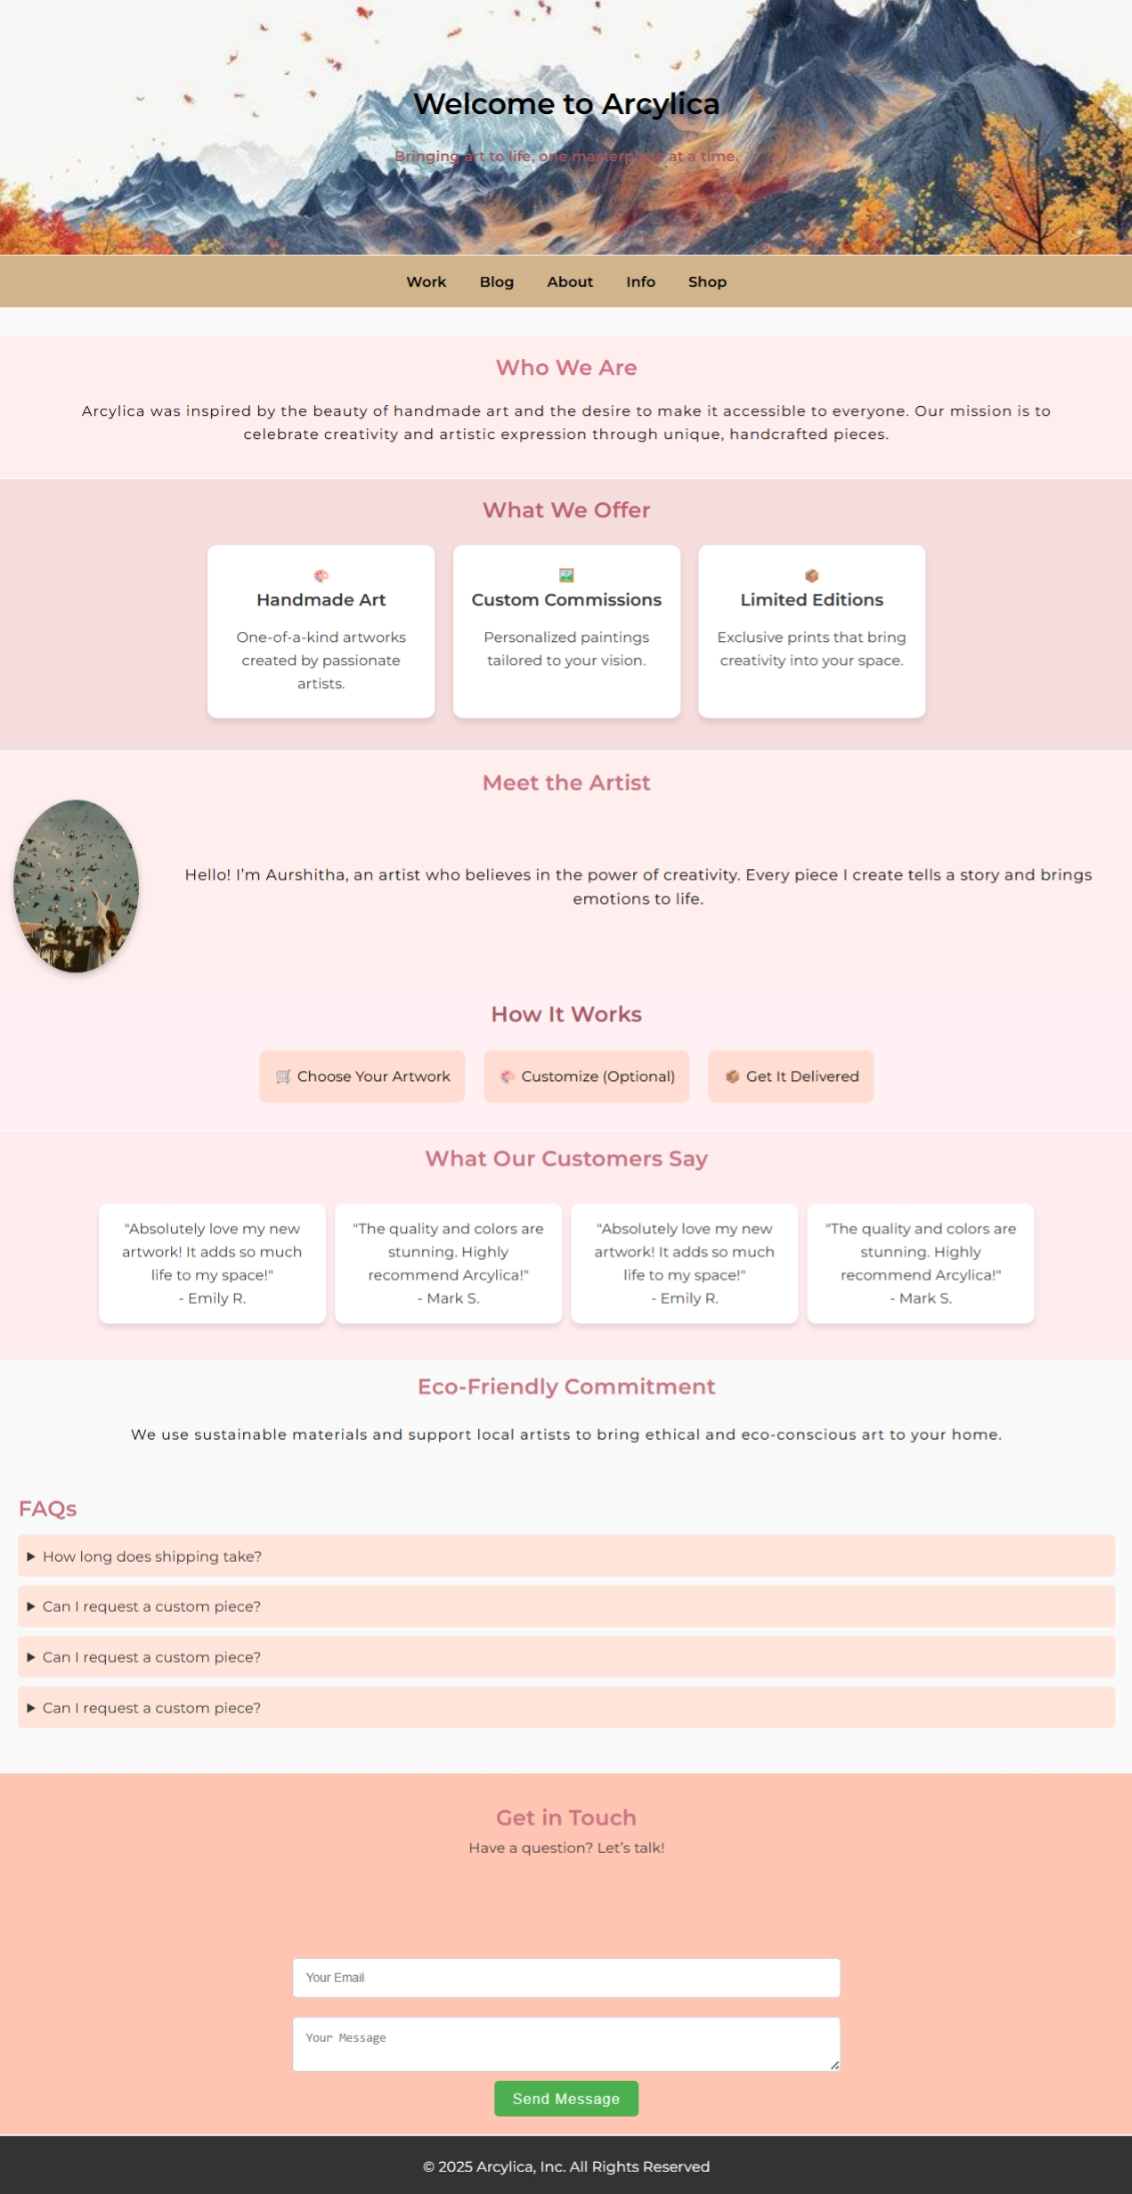 Welcome to Arcylica
Bringing art to life, one masterpiece at a time.
Work Blog About Info Shop
Who We Are
Arcylica was inspired by the beauty of handmade art and the desire to make it accessible to everyone. Our mission is to
celebrate creativity and artistic expression through unique, handcrafted pieces.
What We Offer
Handmade Art
One-of-a-kind artworks
created by passionate
artists.
Custom Commissions
Personalized paintings
tailored to your vision.
Limited Editions
Exclusive prints that bring
creativity into your space.
Meet the Artist
Hello! I’m Aurshitha, an artist who believes in the power of creativity. Every piece I create tells a story and brings
emotions to life.
How It Works
Choose Your Artwork
Customize (Optional)
Get It Delivered
What Our Customers Say
"Absolutely love my new
artwork! It adds so much
life to my space!"
- Emily R.
"The quality and colors are
stunning. Highly
recommend Arcylica!"
- Mark S.
"Absolutely love my new
artwork! It adds so much
life to my space!"
- Emily R.
"The quality and colors are
stunning. Highly
recommend Arcylica!"
- Mark S.
Eco-Friendly Commitment
We use sustainable materials and support local artists to bring ethical and eco-conscious art to your home.
FAQs
How long does shipping take?
Can I request a custom piece?
Can I request a custom piece?
Can I request a custom piece?
Get in Touch
Have a question? Let’s talk!
Your Email
Your Message
Send Message
© 2025 Arcylica, Inc. All Rights Reserved